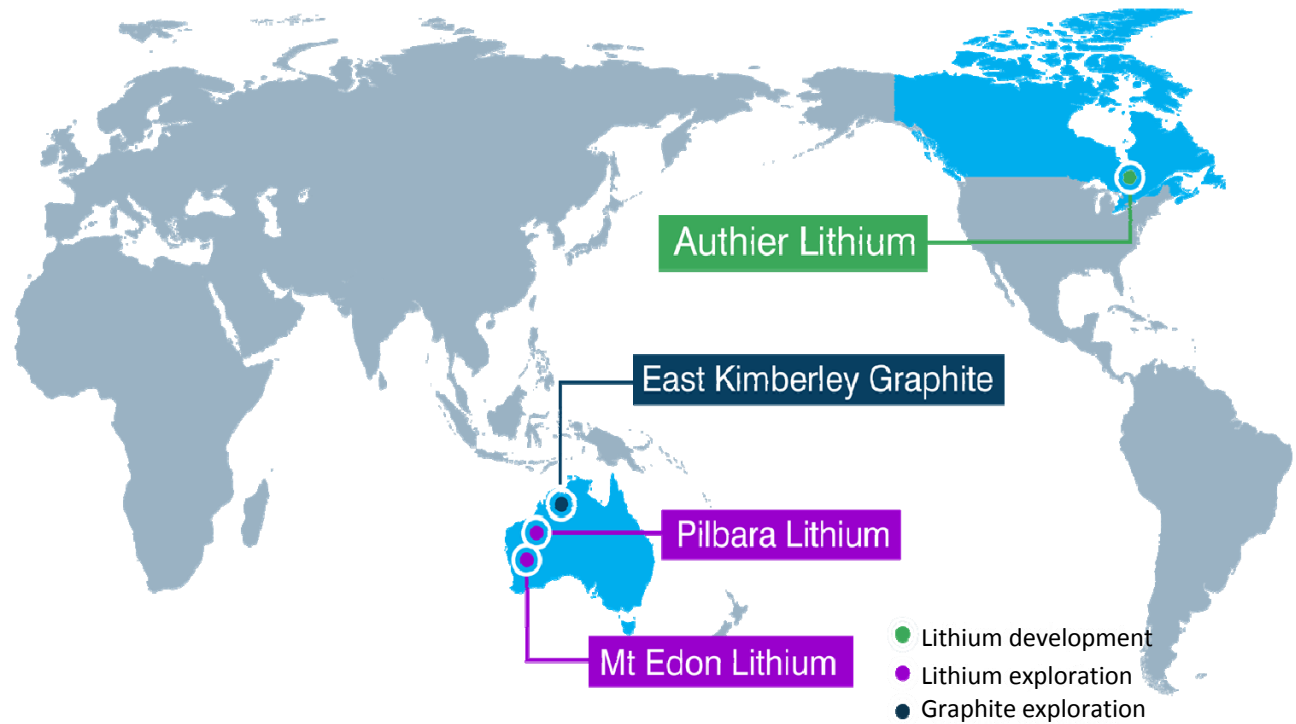 Authier Lithium
East Kimberley Graphite
Pilbara Lithium
Mt Edon Lithium
Lithium development
Lithium exploration
Graphite exploration